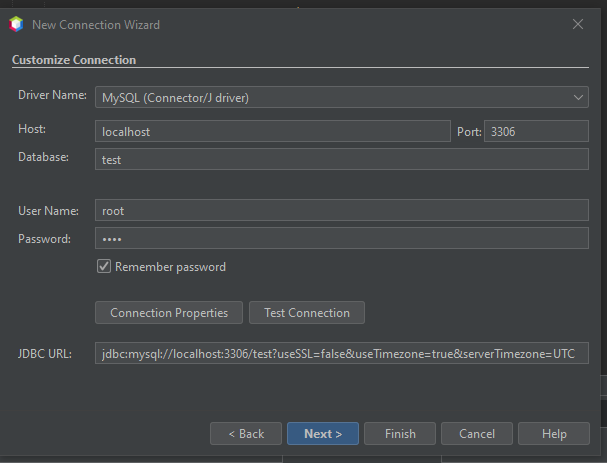 New Connection Wizard
Customize Connection
Driver Name: MySQL (Connector/J driver)
Host: localhost Port: 3306
Database: test
User Name: root
Password: ••••
Remember password
Connection Properties Test Connection
JDBC URL: jdbc:mysql://localhost:3306/test?useSSL=false&useTimezone=true&serverTimezone=UTC
< Back Next > Finish Cancel Help